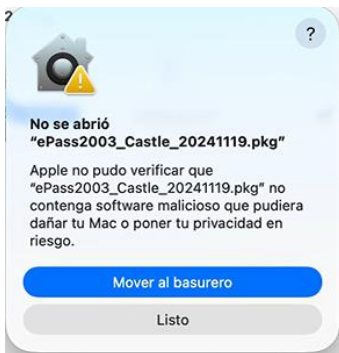 2
?
No se abrió
“ePass2003_Castle_20241119.pkg”
Apple no pudo verificar que
“ePass2003_Castle_20241119.pkg” no
contenga software malicioso que pudiera
dañar tu Mac o poner tu privacidad en
riesgo.
Mover al basurero
Listo